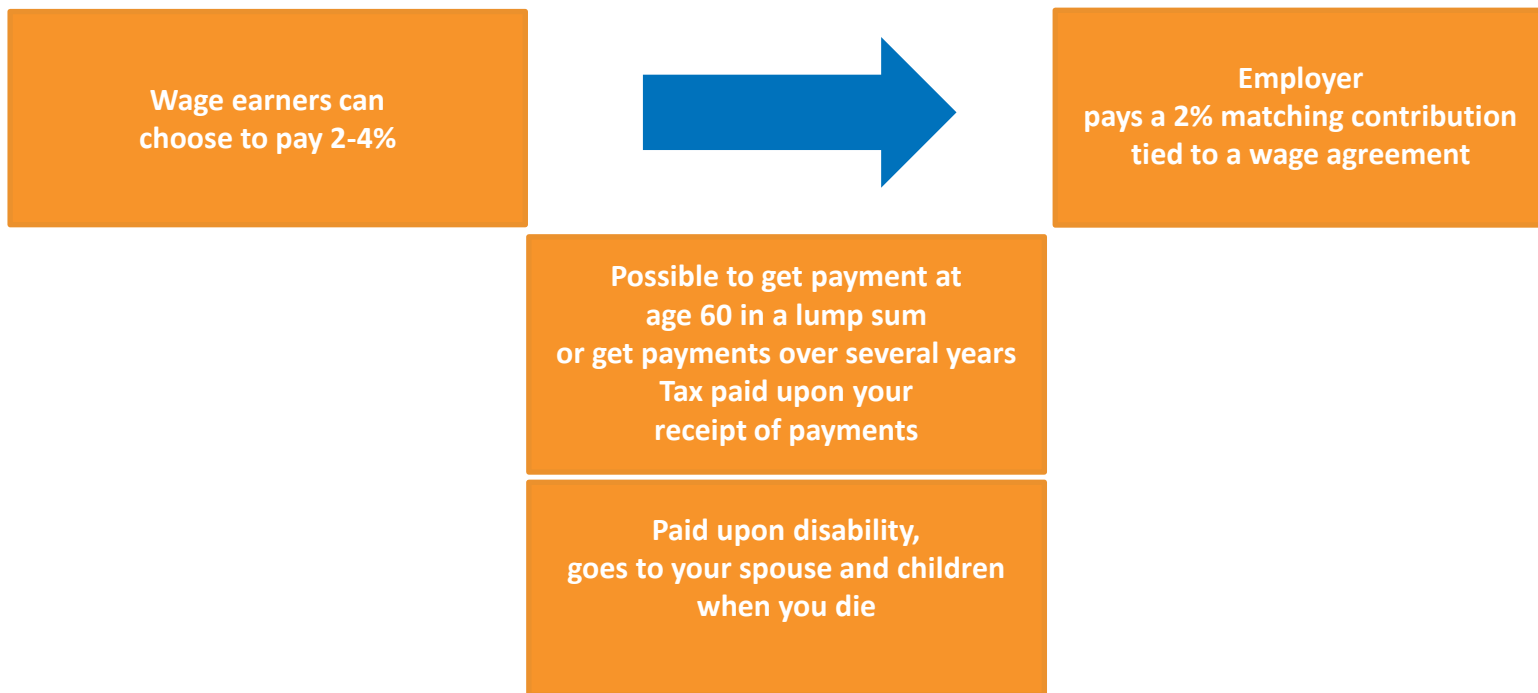 Wage earners can
choose to pay 2-4%
Employer
pays a 2% matching contribution
tied to a wage agreement
Possible to get payment at
age 60 in a lump sum
or get payments over several years
Tax paid upon your
receipt of payments
Paid upon disability,
goes to your spouse and children
when you die